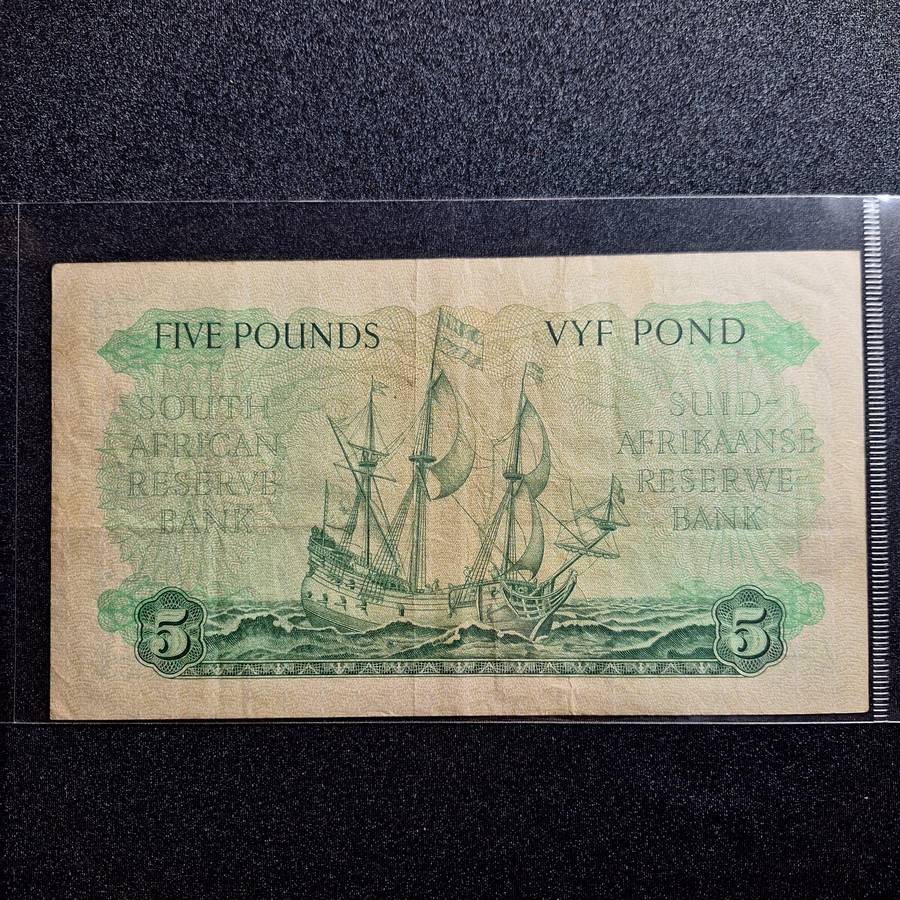 FIVE POUNDS
VYF POND
SOUTH
AFRICAN
RESERVE
BANK
SUID-
AFRIKAANSE
RESERWE
BANK
5
5